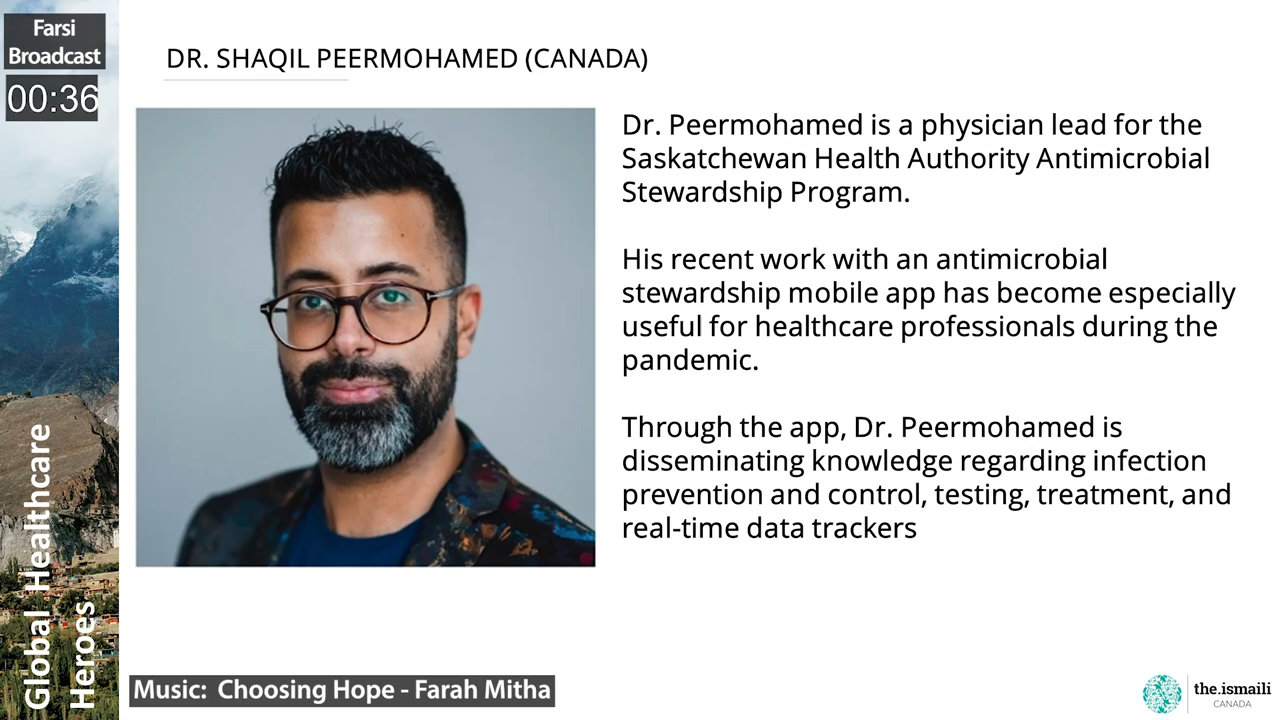 Farsi
Broadcast
00:36
DR. SHAQIL PEERMOHAMED (CANADA)
Dr. Peermohamed is a physician lead for the
Saskatchewan Health Authority Antimicrobial
Stewardship Program.
His recent work with an antimicrobial
stewardship mobile app has become especially
useful for healthcare professionals during the
pandemic.
Through the app, Dr. Peermohamed is
disseminating knowledge regarding infection
prevention and control, testing, treatment, and
real-time data trackers
Global Healthcare
Heroes
Music:  Choosing Hope - Farah Mitha
the.ismaili
CANADA